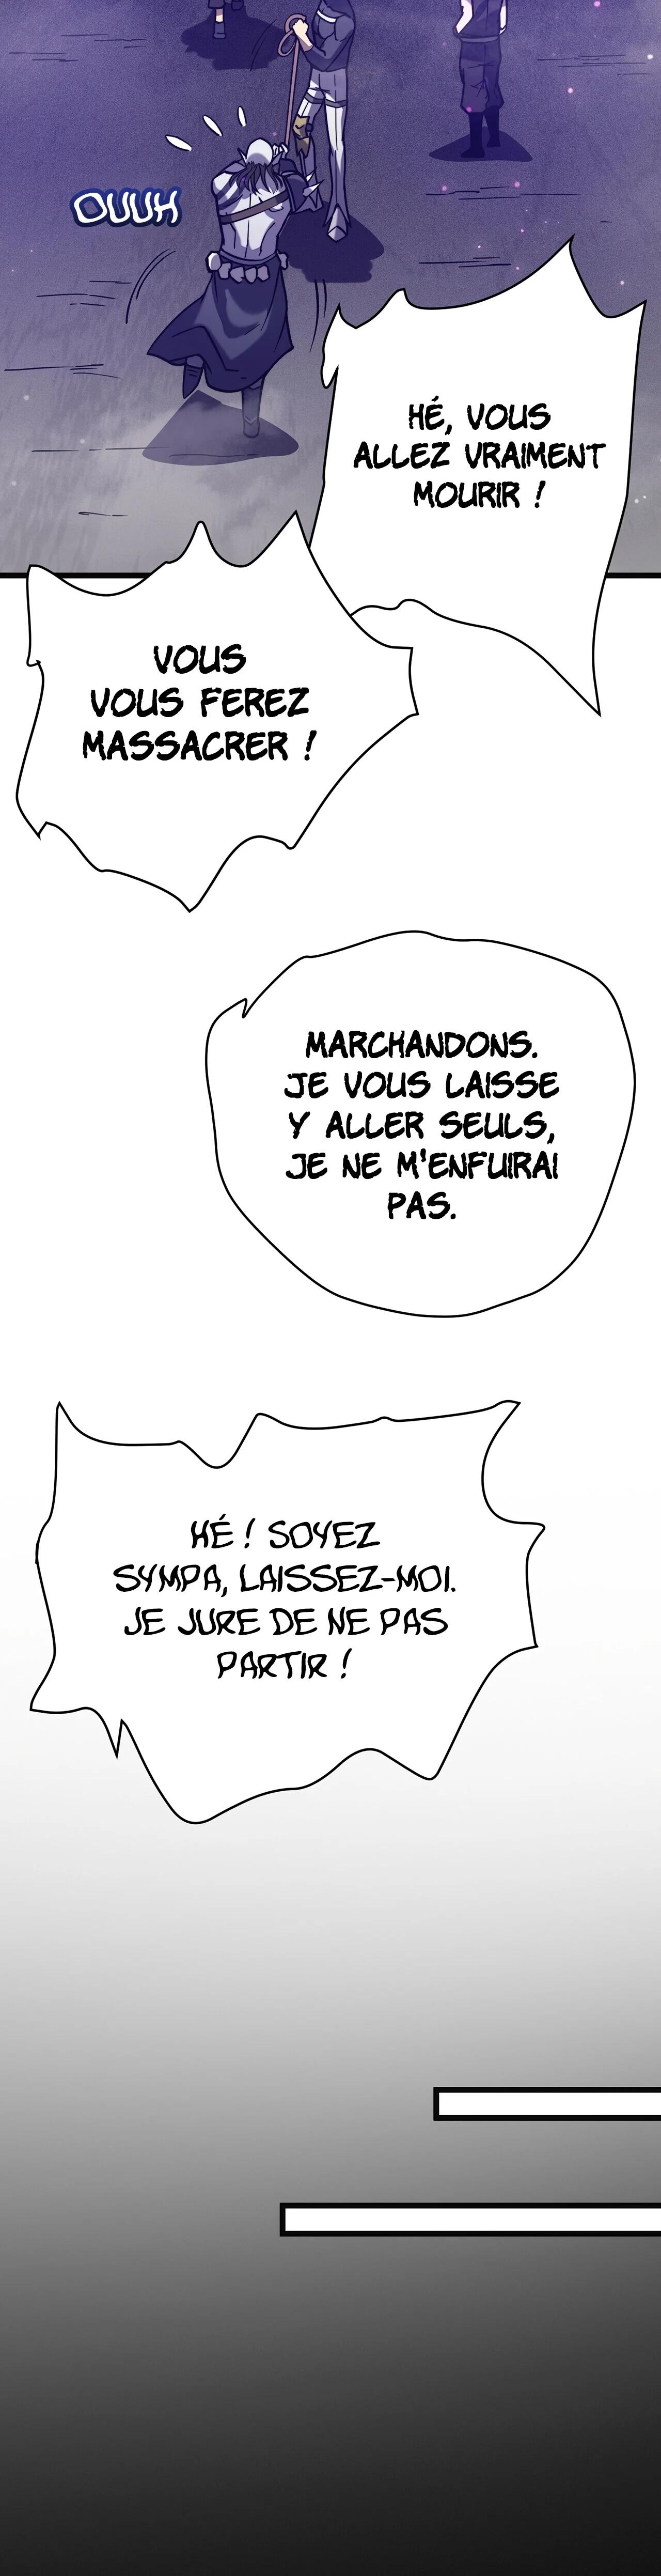 OUUH
HÉ, VOUS
ALLEZ VRAIMENT
MOURIR !
VOUS
VOUS FEREZ
MASSACRER !
MARCHANDONS.
JE VOUS LAISSE
Y ALLER SEULS,
JE NE M'ENFUIRAI
PAS.
HÉ ! SOYEZ
SYMPA, LAISSEZ-MOI.
JE JURE DE NE PAS
PARTIR !